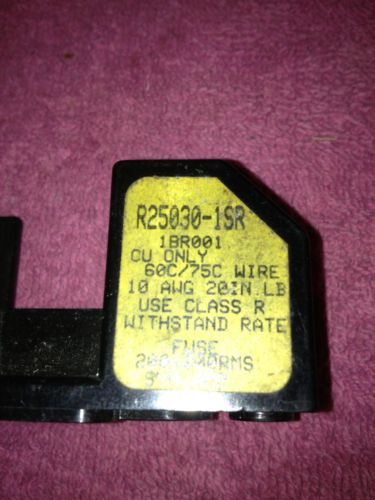 R25030-1SR
1BR001
CU ONLY
60C/75C WIRE
10 AWG 20IN.LB
USE CLASS R
WITHSTAND RATE
FUSE